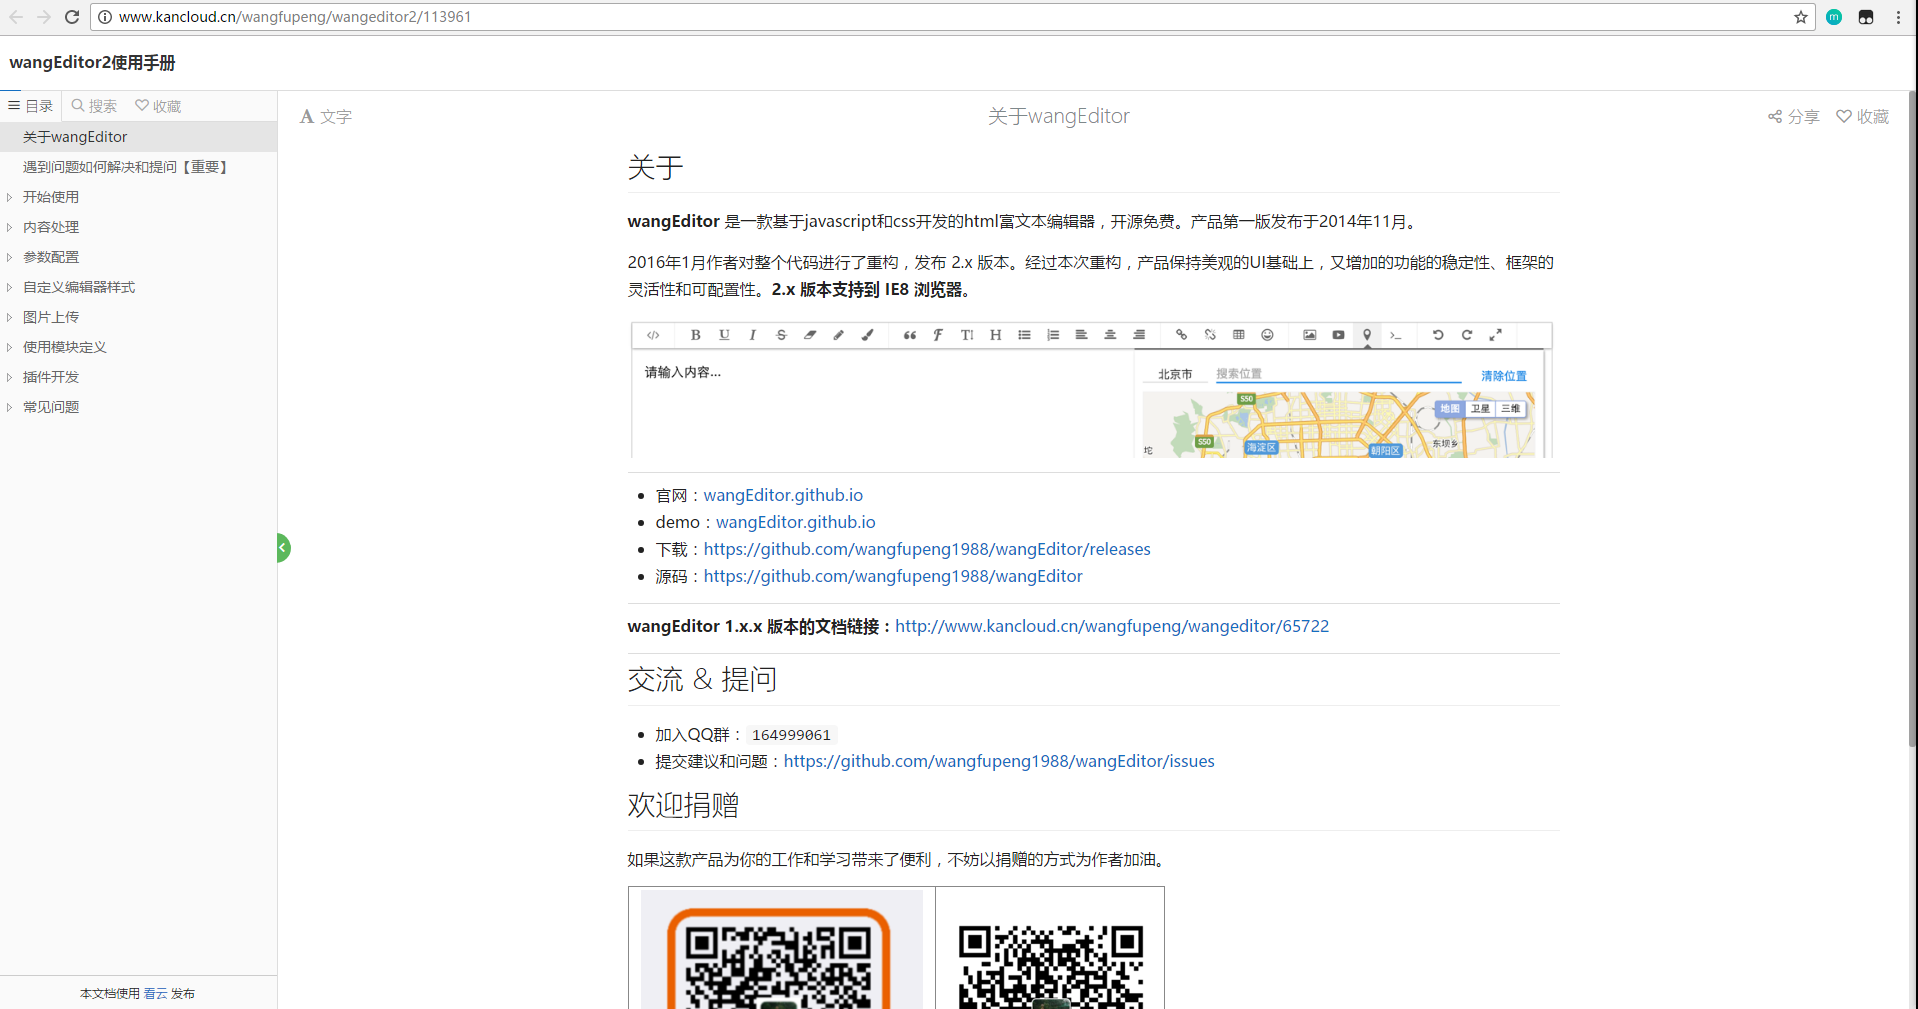 www.kancloud.cn/wangfupeng/wangeditor2/113961
m
wangEditor2使用手册
目录 搜索 收藏
关于wangEditor
遇到问题如何解决和提问【重要】
开始使用
内容处理
参数配置
自定义编辑器样式
图片上传
使用模块定义
插件开发
常见问题
本文档使用 看云 发布
A 文字
关于wangEditor
分享 收藏
关于
wangEditor 是一款基于javascript和css开发的html富文本编辑器，开源免费。产品第一版发布于2014年11月。
2016年1月作者对整个代码进行了重构，发布 2.x 版本。经过本次重构，产品保持美观的UI基础上，又增加的功能的稳定性、框架的
灵活性和可配置性。2.x 版本支持到 IE8 浏览器。
</> B U I S F TI H
请输入内容...
北京市 搜索位置 清除位置
S50
地图 卫星 三维
S50 海淀区 朝阳区 东坝乡
坨
官网：wangEditor.github.io
demo：wangEditor.github.io
下载：https://github.com/wangfupeng1988/wangEditor/releases
源码：https://github.com/wangfupeng1988/wangEditor
wangEditor 1.x.x 版本的文档链接：http://www.kancloud.cn/wangfupeng/wangeditor/65722
交流 & 提问
加入QQ群：164999061
提交建议和问题：https://github.com/wangfupeng1988/wangEditor/issues
欢迎捐赠
如果这款产品为你的工作和学习带来了便利，不妨以捐赠的方式为作者加油。